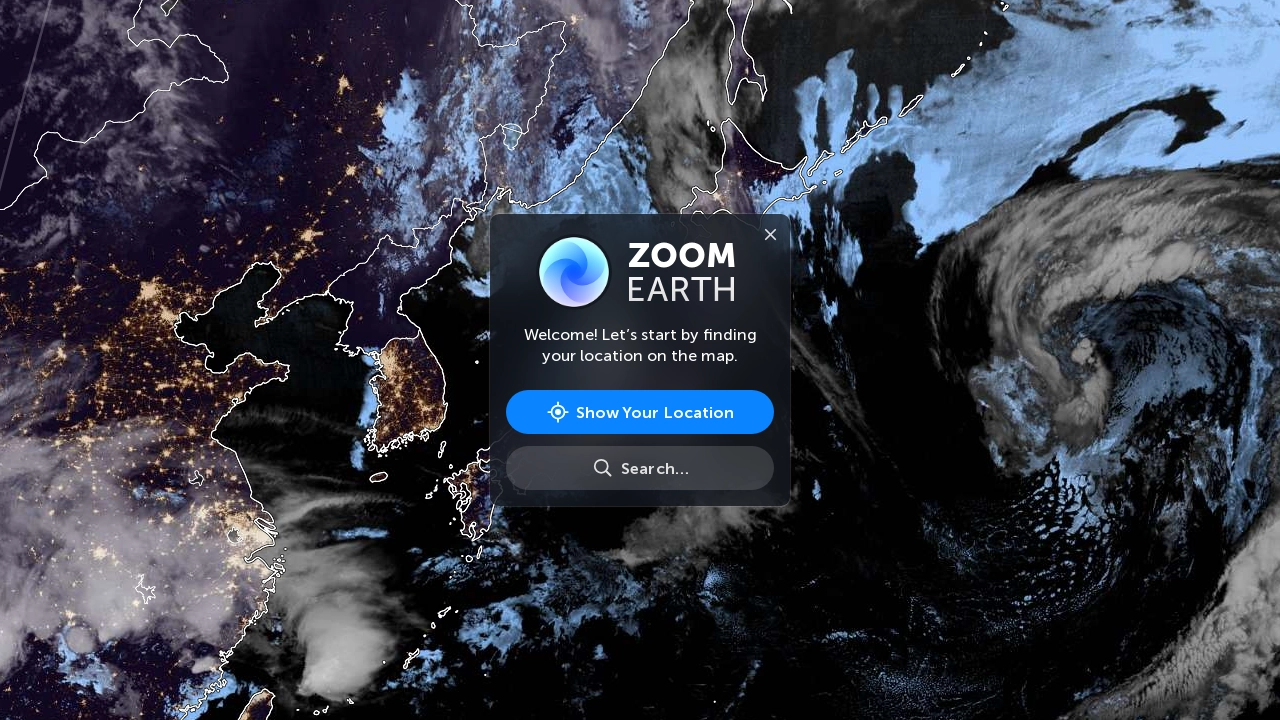 ZOOM
EARTH
Welcome! Let’s start by finding
your location on the map.
Show Your Location
Search…